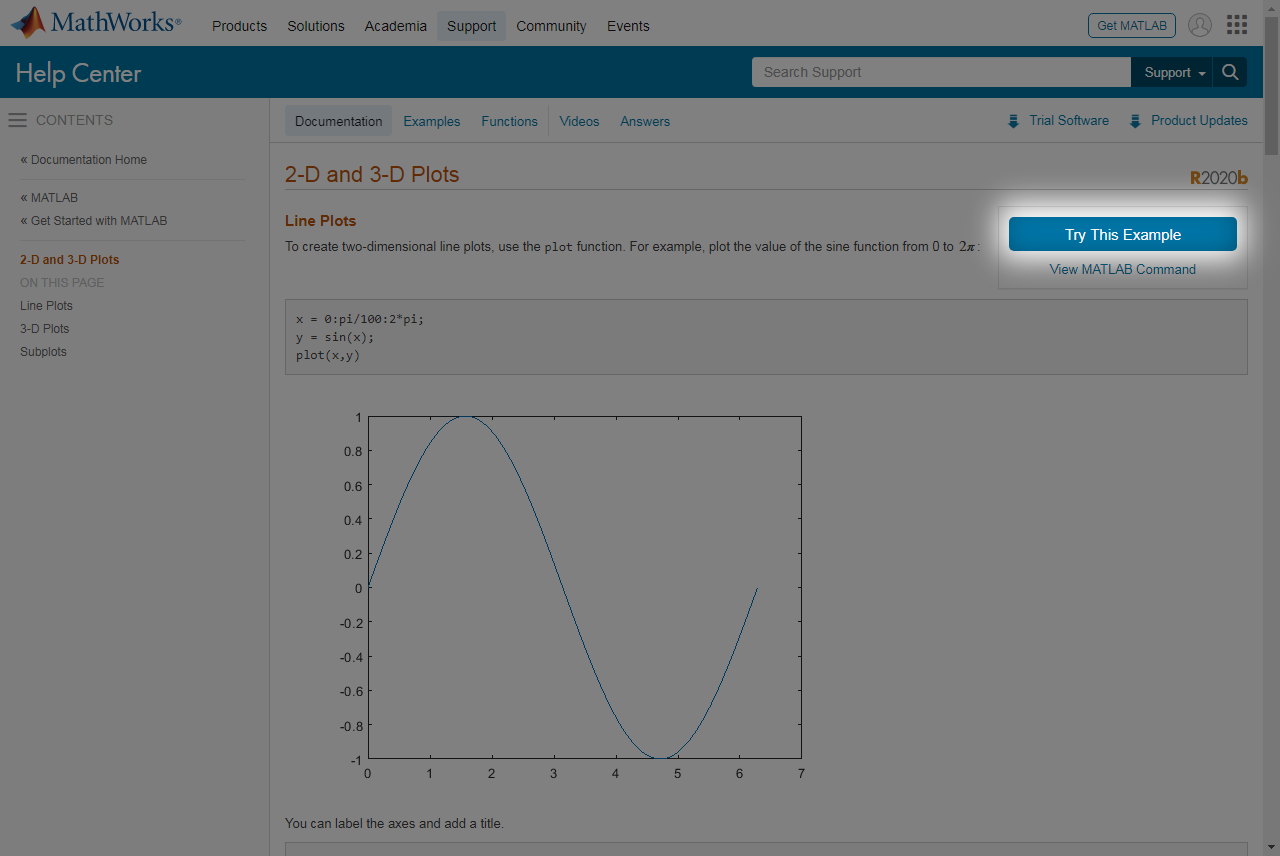 MathWorks®
Products Solutions Academia Support Community Events
Get MATLAB
Help Center
Search Support
Support
CONTENTS
« Documentation Home
« MATLAB
« Get Started with MATLAB
2-D and 3-D Plots
ON THIS PAGE
Line Plots
3-D Plots
Subplots
Documentation Examples Functions Videos Answers
Trial Software Product Updates
2-D and 3-D Plots
R2020b
Line Plots
To create two-dimensional line plots, use the plot function. For example, plot the value of the sine function from 0 to 2π:
Try This Example
View MATLAB Command
x = 0:pi/100:2*pi;
y = sin(x);
plot(x,y)
1
0.8
0.6
0.4
0.2
0
-0.2
-0.4
-0.6
-0.8
-1
0 1 2 3 4 5 6 7
You can label the axes and add a title.